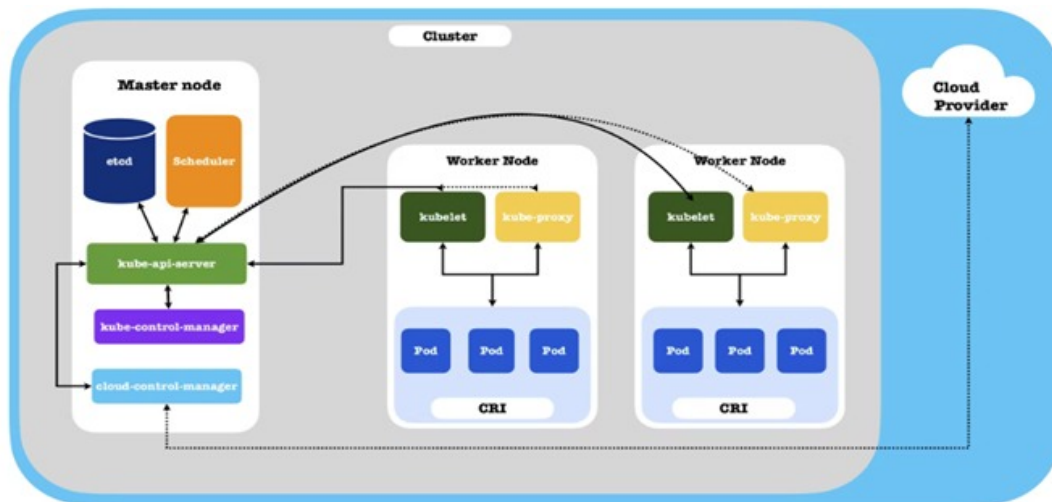 Cluster
Cloud
Provider
Master node
etcd
Scheduler
Worker Node
Worker Node
kubelet
kube-proxy
kubelet
kube-proxy
kube-api-server
kube-control-manager
Pod
Pod
Pod
Pod
Pod
Pod
cloud-control-manager
CRI
CRI